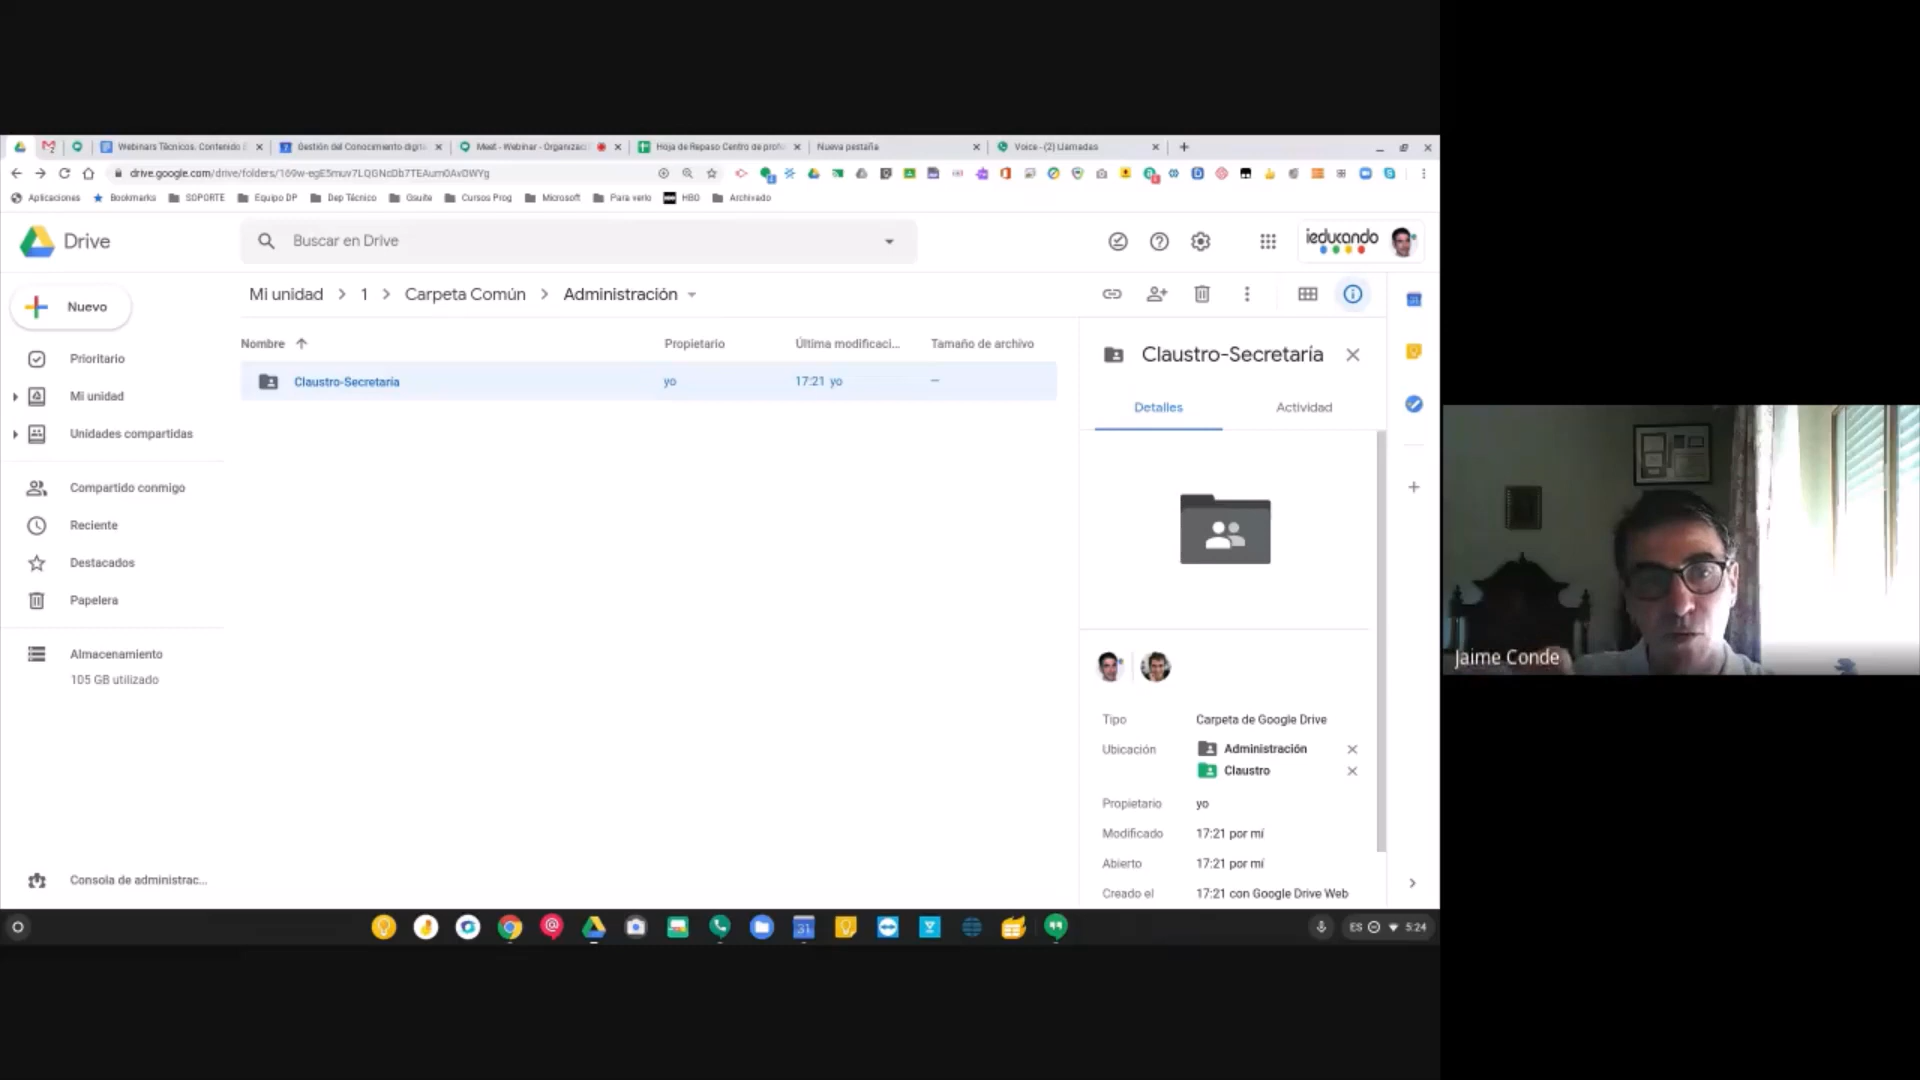 Webinars Técnicos. Contenido
Gestión del Conocimiento digit
Meet - Webinar - Organizac
Hoja de Repaso Centro de prof
Nueva pestaña
Voice - (2) Llamadas
drive.google.com/drive/folders/
Aplicaciones
Bookmarks
SOPORTE
Equipo DP
Dep Técnico
Gsuite
Cursos Prog
Microsoft
Para verlo
HBO
Archivado
Drive
Buscar en Drive
ieducando
Nuevo
Mi unidad > 1 > Carpeta Común > Administración
Nombre
Propietario
Última modificaci...
Tamaño de archivo
Claustro-Secretaría
yo
17:21 yo
—
Prioritario
Mi unidad
Unidades compartidas
Compartido conmigo
Reciente
Destacados
Papelera
Almacenamiento
105 GB utilizado
Consola de administrac...
Claustro-Secretaría
Detalles
Actividad
Tipo
Carpeta de Google Drive
Ubicación
Administración
Claustro
Propietario
yo
Modificado
17:21 por mí
Abierto
17:21 por mí
Creado el
17:21 con Google Drive Web
ES
5:24
Jaime Conde